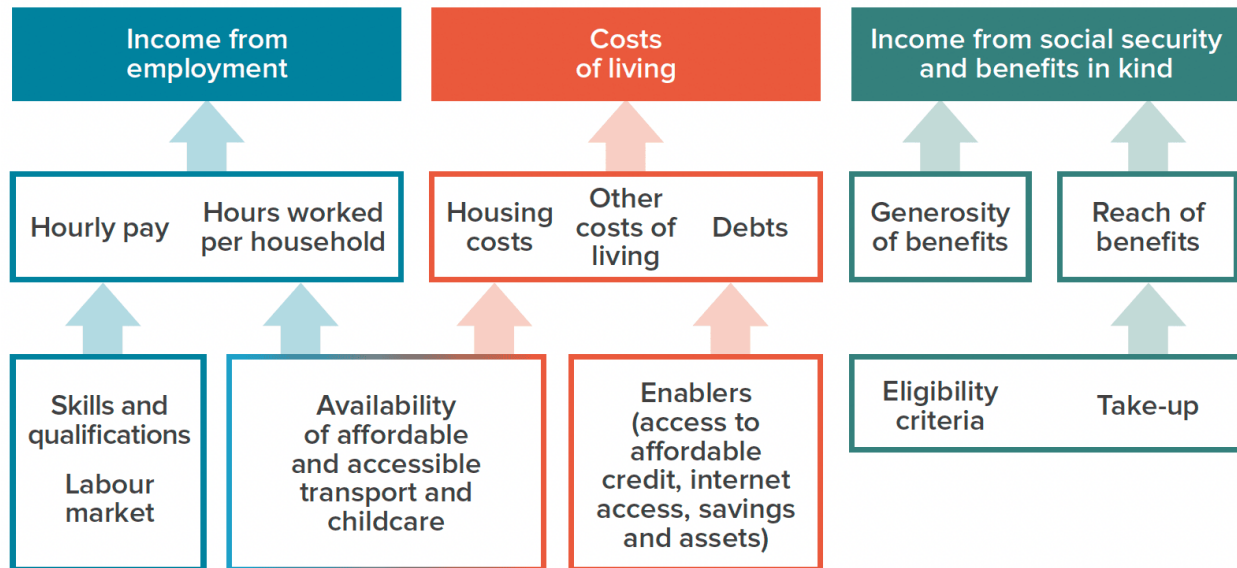 Income from
employment
Costs
of living
Income from social security
and benefits in kind
Hourly pay
Hours worked
per household
Housing
costs
Other
costs of
living
Debts
Generosity
of benefits
Reach of
benefits
Skills and
qualifications
Labour
market
Availability
of affordable
and accessible
transport and
childcare
Enablers
(access to
affordable
credit, internet
access, savings
and assets)
Eligibility
criteria
Take-up